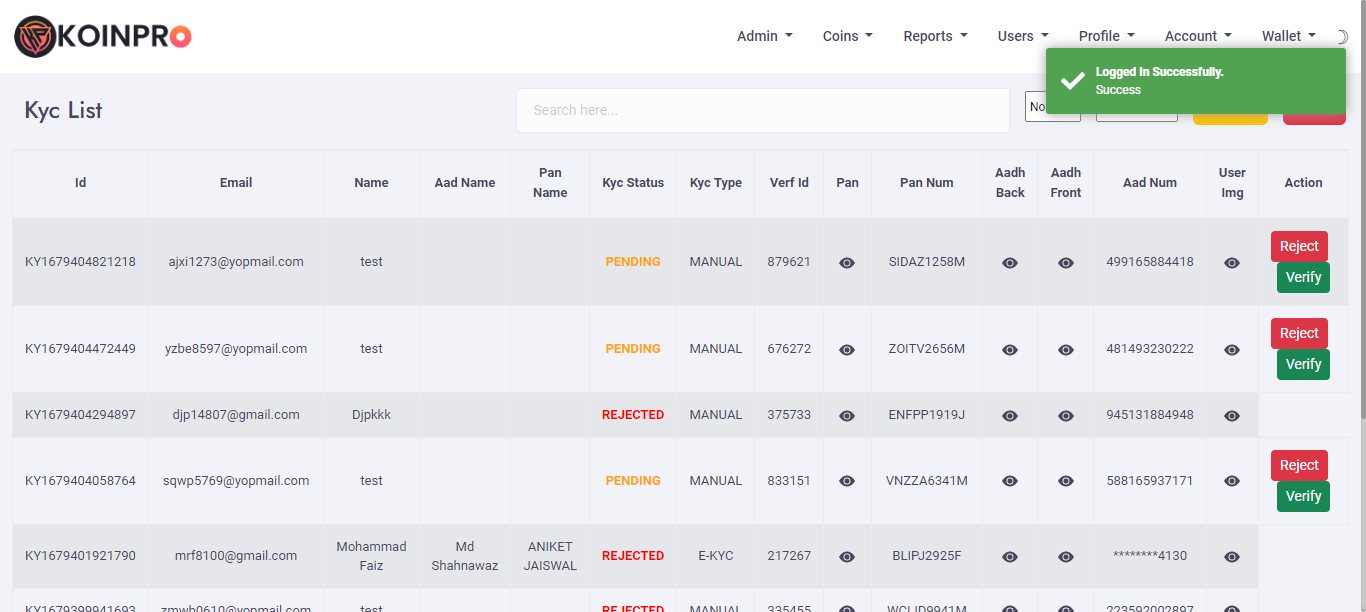 KOINPRO
Admin Coins Reports Users Profile Account Wallet
Logged In Successfully.
Success
Kyc List
Search here...
No
Id Email Name Aad Name Pan Name Kyc Status Kyc Type Verf Id Pan Pan Num Aadh Back Aadh Front Aad Num User Img Action
KY1679404821218 ajxi1273@yopmail.com test PENDING MANUAL 879621 SIDAZ1258M 499165884418 Reject
Verify
KY1679404472449 yzbe8597@yopmail.com test PENDING MANUAL 676272 ZOITV2656M 481493230222 Reject
Verify
KY1679404294897 djp14807@gmail.com Djpkkk REJECTED MANUAL 375733 ENFPP1919J 945131884948
KY1679404058764 sqwp5769@yopmail.com test PENDING MANUAL 833151 VNZZA6341M 588165937171 Reject
Verify
KY1679401921790 mrf8100@gmail.com Mohammad Faiz Md Shahnawaz ANIKET JAISWAL REJECTED E-KYC 217267 BLIPJ2925F ********4130
KY1679399941693 zmwb0610@yopmail.com test REJECTED MANUAL 335455 223592002897